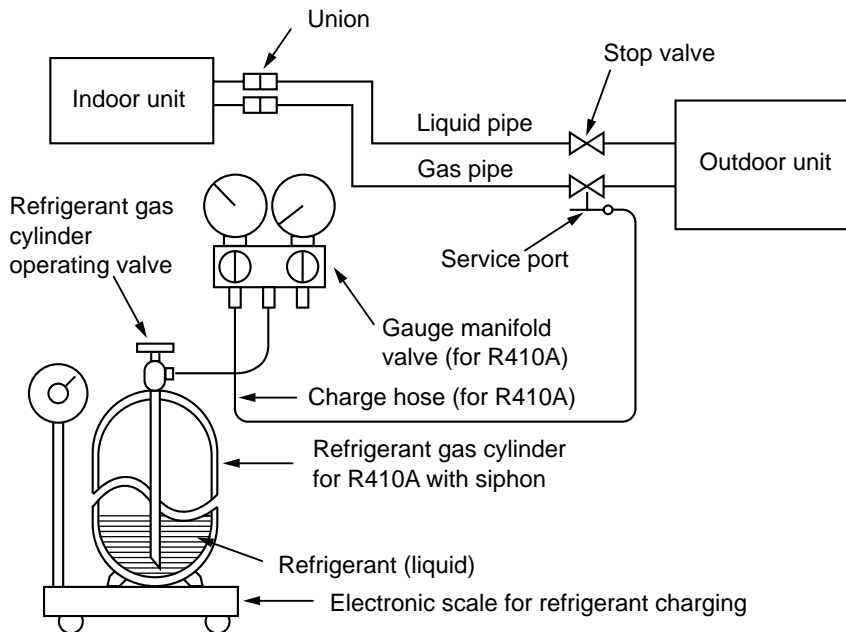 Union
Stop valve
Indoor unit
Liquid pipe
Outdoor unit
Gas pipe
Refrigerant gas
cylinder
operating valve
Service port
Gauge manifold
valve (for R410A)
Charge hose (for R410A)
Refrigerant gas cylinder
for R410A with siphon
Refrigerant (liquid)
Electronic scale for refrigerant charging